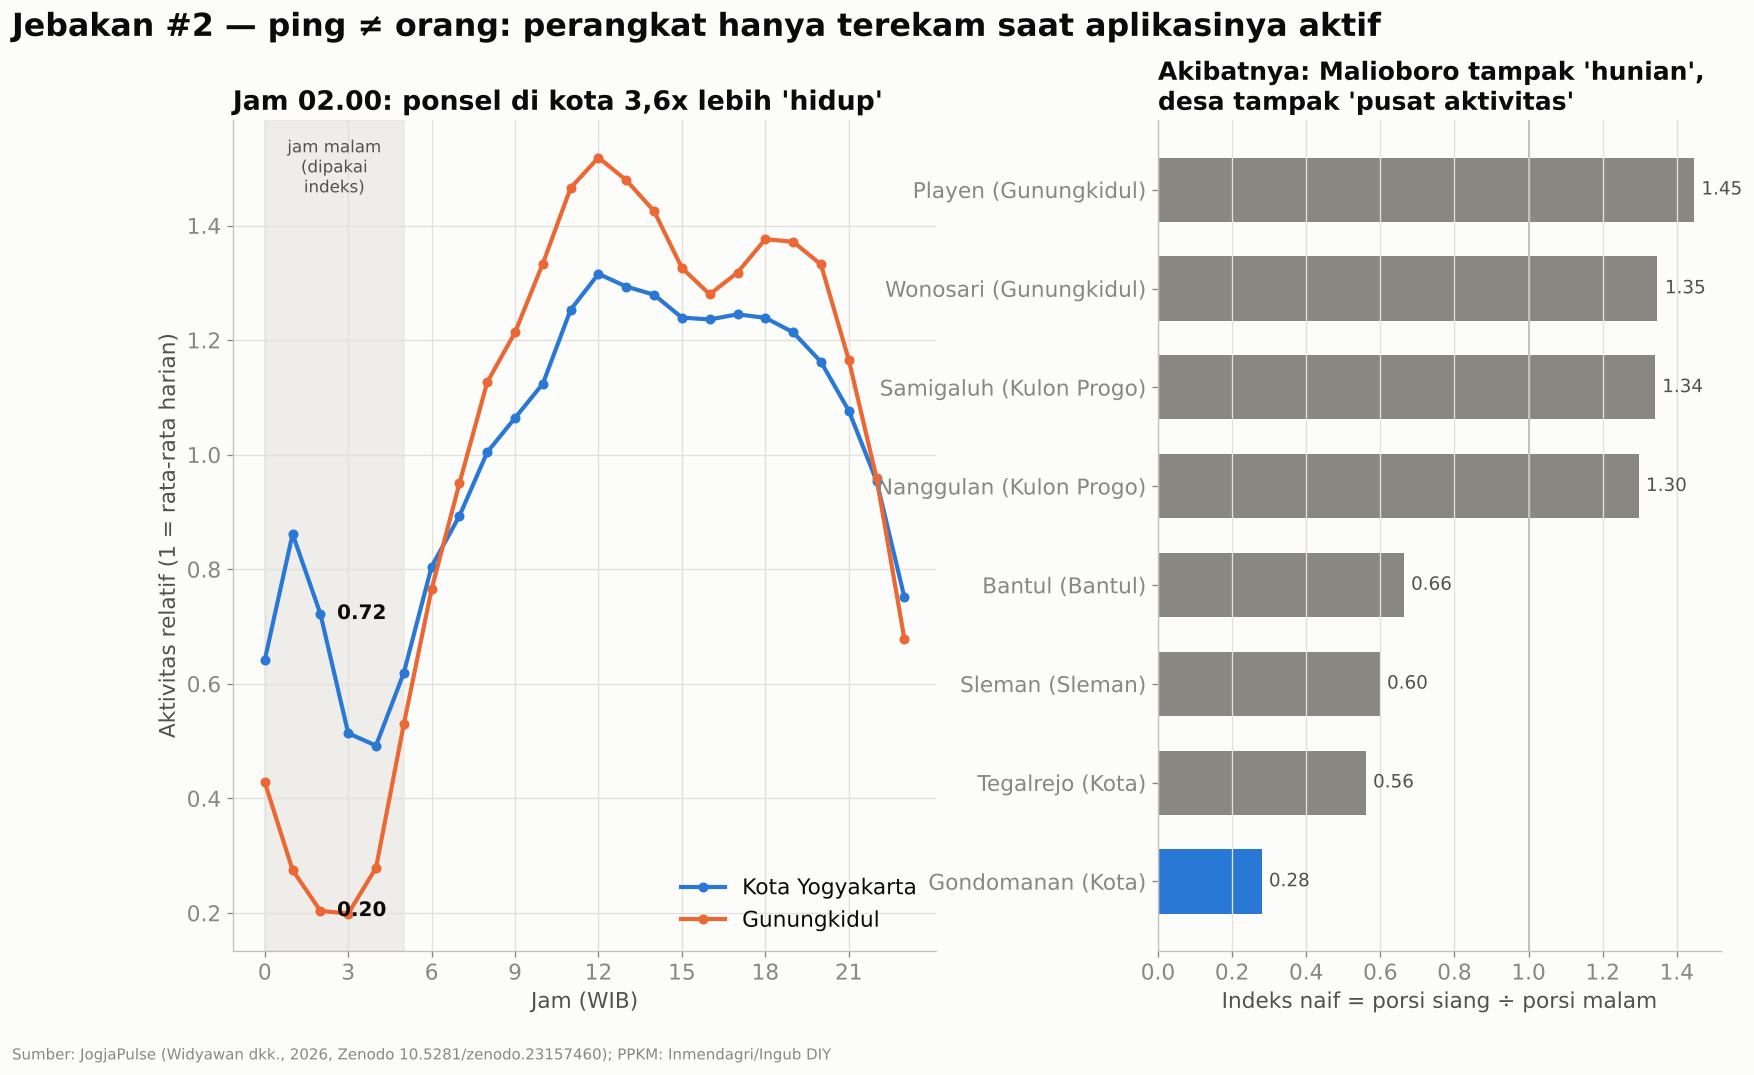 Jebakan #2 — ping ≠ orang: perangkat hanya terekam saat aplikasinya aktif
Jam 02.00: ponsel di kota 3,6x lebih 'hidup'
jam malam
(dipakai
indeks)
Aktivitas relatif (1 = rata-rata harian)
1.4
1.2
1.0
0.8
0.6
0.4
0.2
0.72
0.20
Kota Yogyakarta
Gunungkidul
0 3 6 9 12 15 18 21
Jam (WIB)
Akibatnya: Malioboro tampak 'hunian',
desa tampak 'pusat aktivitas'
Playen (Gunungkidul) 1.45
Wonosari (Gunungkidul) 1.35
Samigaluh (Kulon Progo) 1.34
Nanggulan (Kulon Progo) 1.30
Bantul (Bantul) 0.66
Sleman (Sleman) 0.60
Tegalrejo (Kota) 0.56
Gondomanan (Kota) 0.28
0.0 0.2 0.4 0.6 0.8 1.0 1.2 1.4
Indeks naif = porsi siang ÷ porsi malam
Sumber: JogjaPulse (Widyawan dkk., 2026, Zenodo 10.5281/zenodo.23157460); PPKM: Inmendagri/Ingub DIY